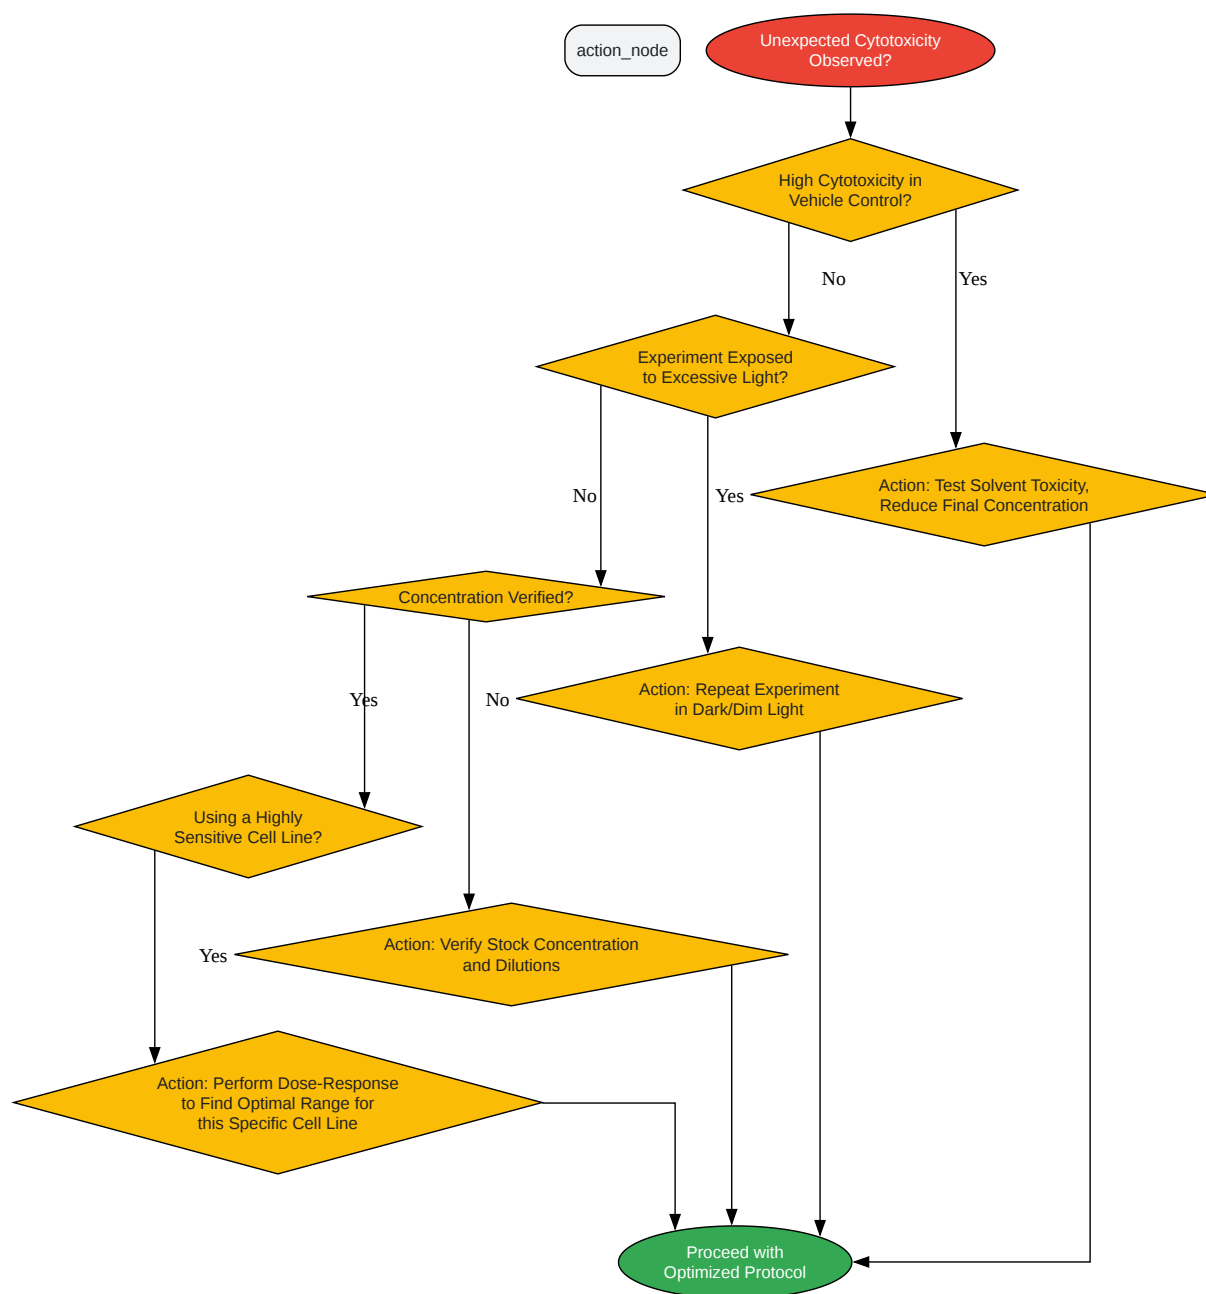 action_node
Unexpected Cytotoxicity
Observed?
High Cytotoxicity in
Vehicle Control?
No
Yes
Experiment Exposed
to Excessive Light?
Action: Test Solvent Toxicity,
Reduce Final Concentration
No
Yes
Concentration Verified?
Action: Repeat Experiment
in Dark/Dim Light
Yes
No
Using a Highly
Sensitive Cell Line?
Action: Verify Stock Concentration
and Dilutions
Yes
Action: Perform Dose-Response
to Find Optimal Range for
this Specific Cell Line
Proceed with
Optimized Protocol